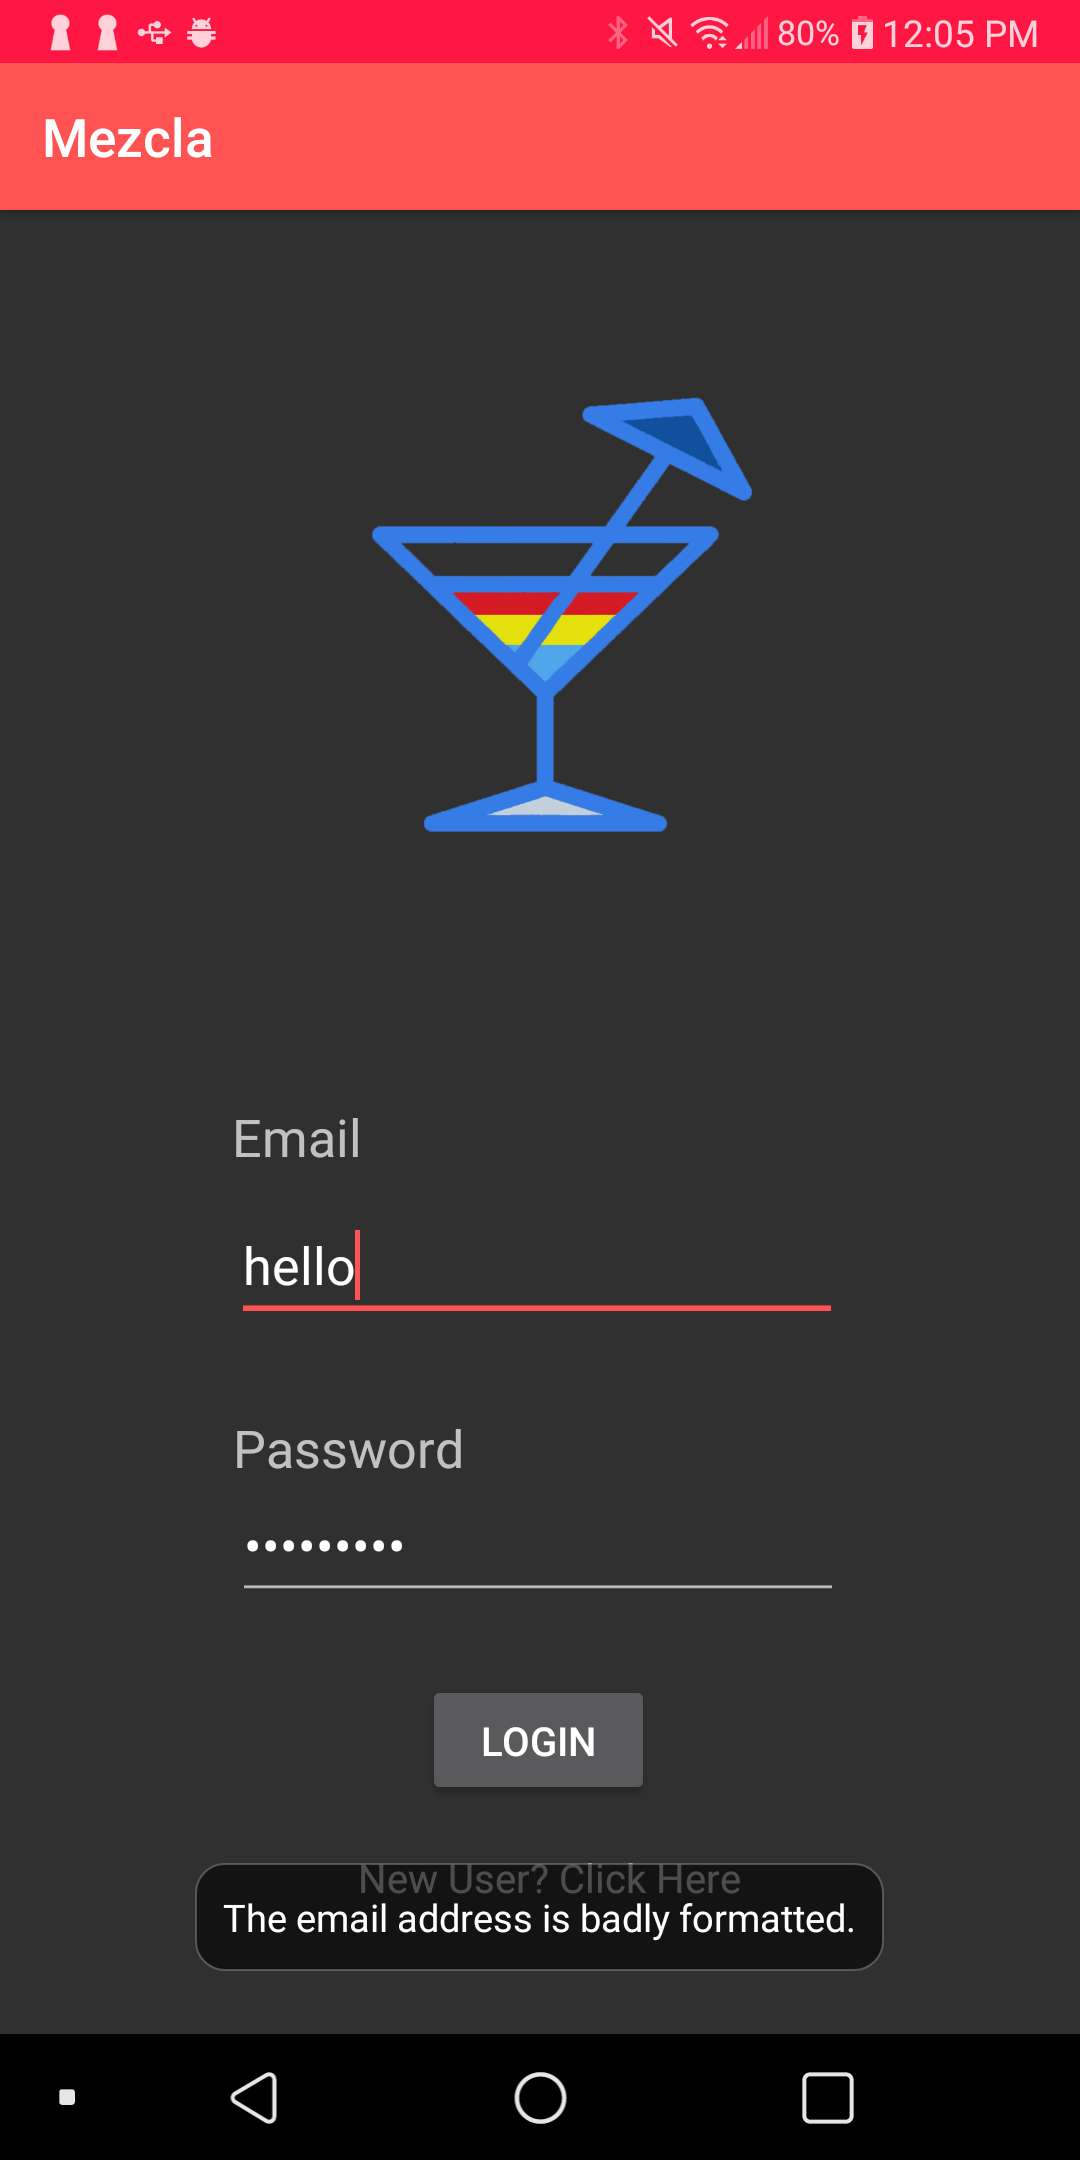 80% 12:05 PM
Mezcla
Email
hello
Password
•••••••••
LOGIN
New User? Click Here
The email address is badly formatted.